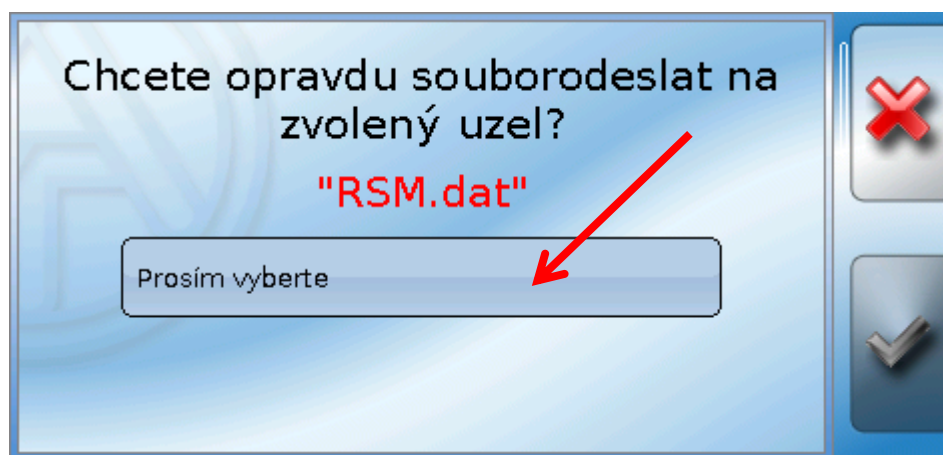 Chcete opravdu souborodeslat na
zvolený uzel?
"RSM.dat"
Prosím vyberte